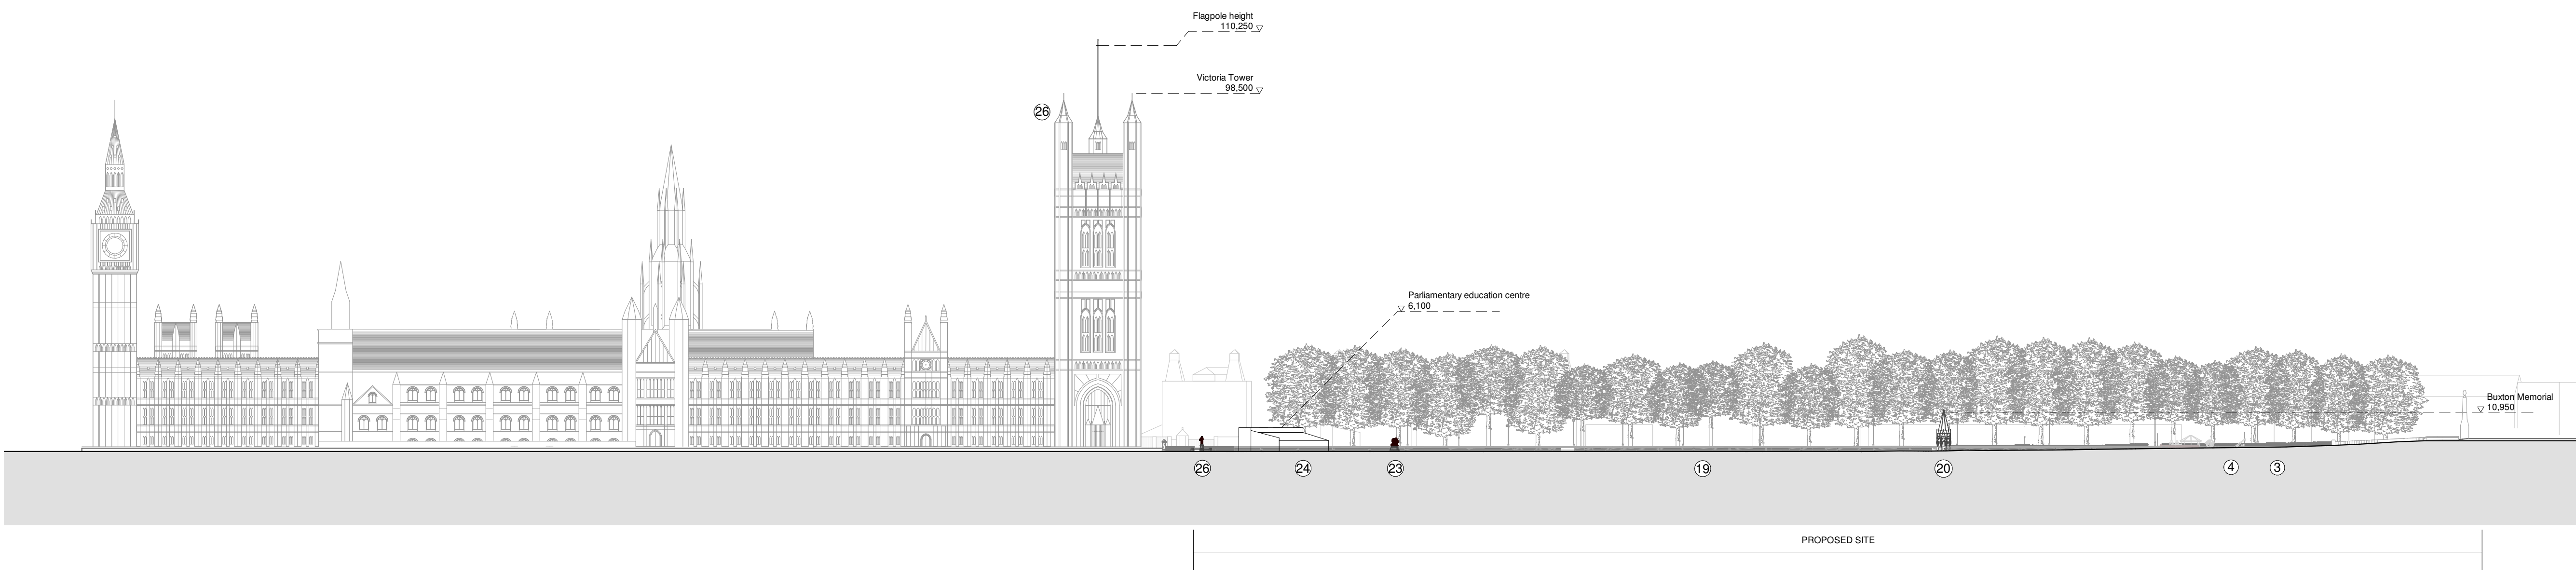 Flagpole height
110,250
Victoria Tower
98,500
26
Parliamentary education centre
6,100
Buxton Memorial
10,950
26
24
23
19
20
4
3
PROPOSED SITE